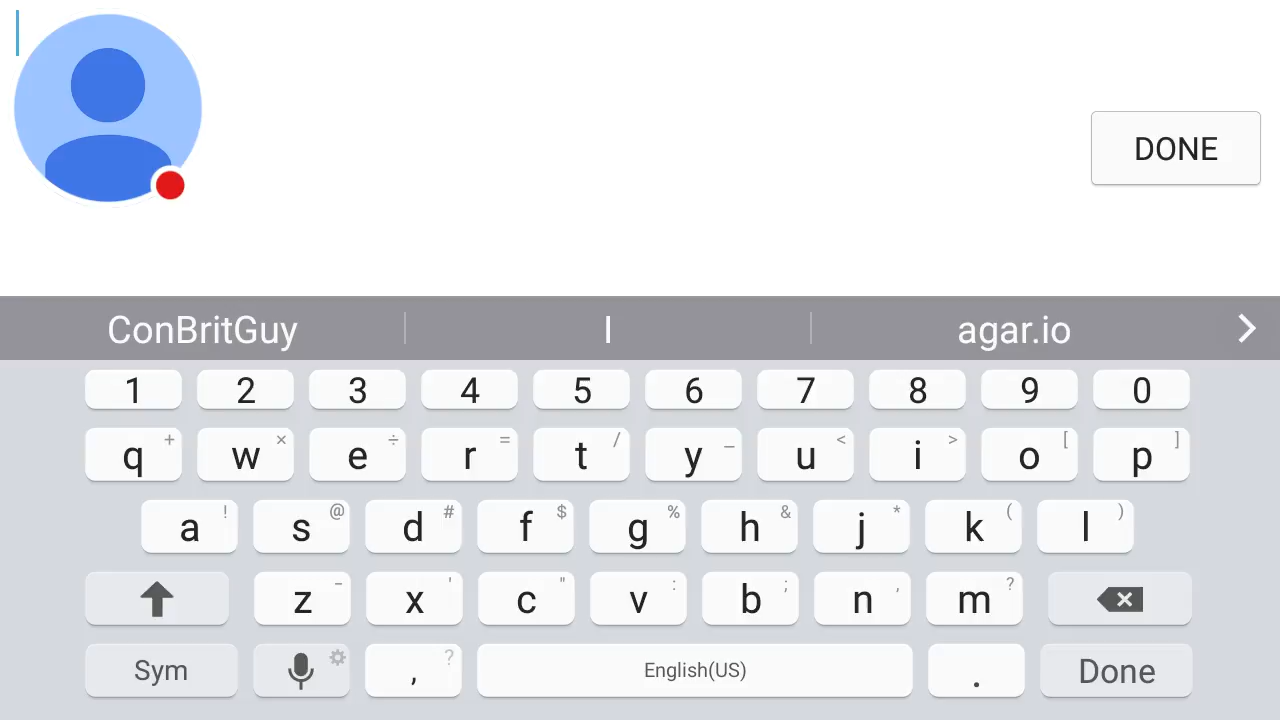 DONE
ConBritGuy I agar.io
1 2 3 4 5 6 7 8 9 0
q + w × e ÷ r = t / y _ u < i > o [ p ]
a ! s @ d # f $ g % h & j * k ( l )
z - x ' c " v : b ; n , m ?
Sym , ? English(US) . Done